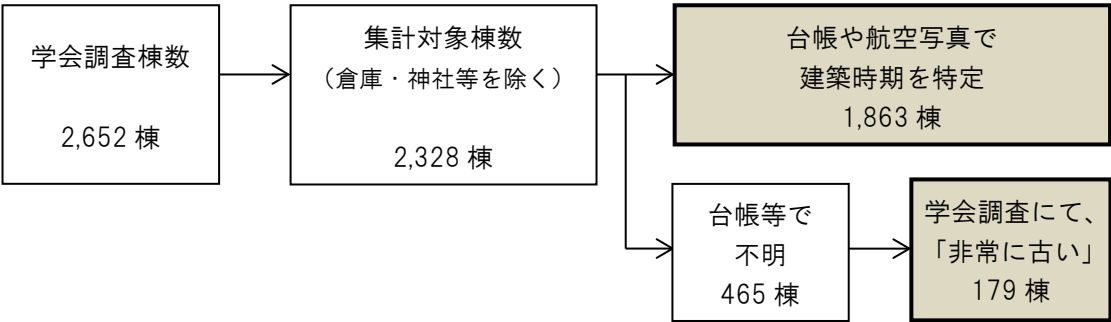 学会調査棟数
2,652 棟
集計対象棟数
（倉庫・神社等を除く）
2,328 棟
台帳や航空写真で
建築時期を特定
1,863 棟
台帳等で
不明
465 棟
学会調査にて、
「非常に古い」
179 棟